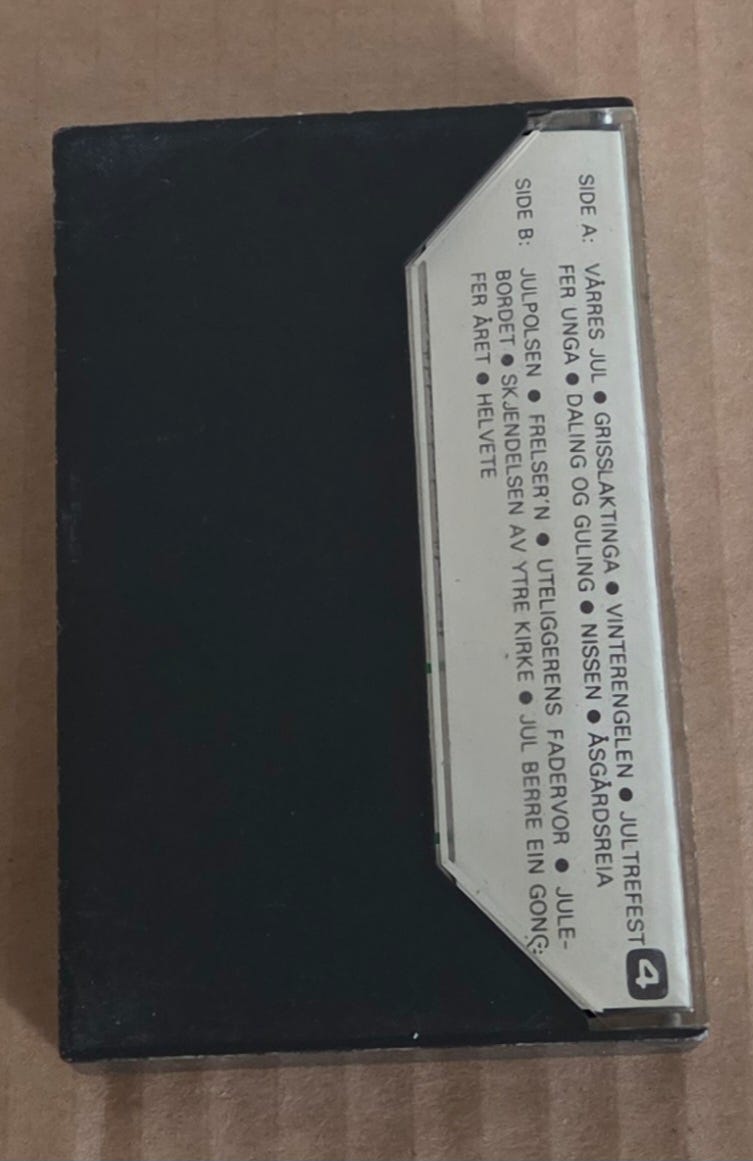 SIDE A: VÅRRES JUL ● GRISSLAKTINGA ● VINTERENGELEN ● JULTREFEST
FER UNGA ● DALING OG GULING ● NISSEN ● ÅSGÅRDSREIA
SIDE B: JULPOLSEN ● FRELSER'N ● UTELIGGERENS FADERVOR ● JULE-
BORDET ● SKJENDELSEN AV YTRE KIRKE ● JUL BERRE EIN GONG
FER ÅRET ● HELVETE
4